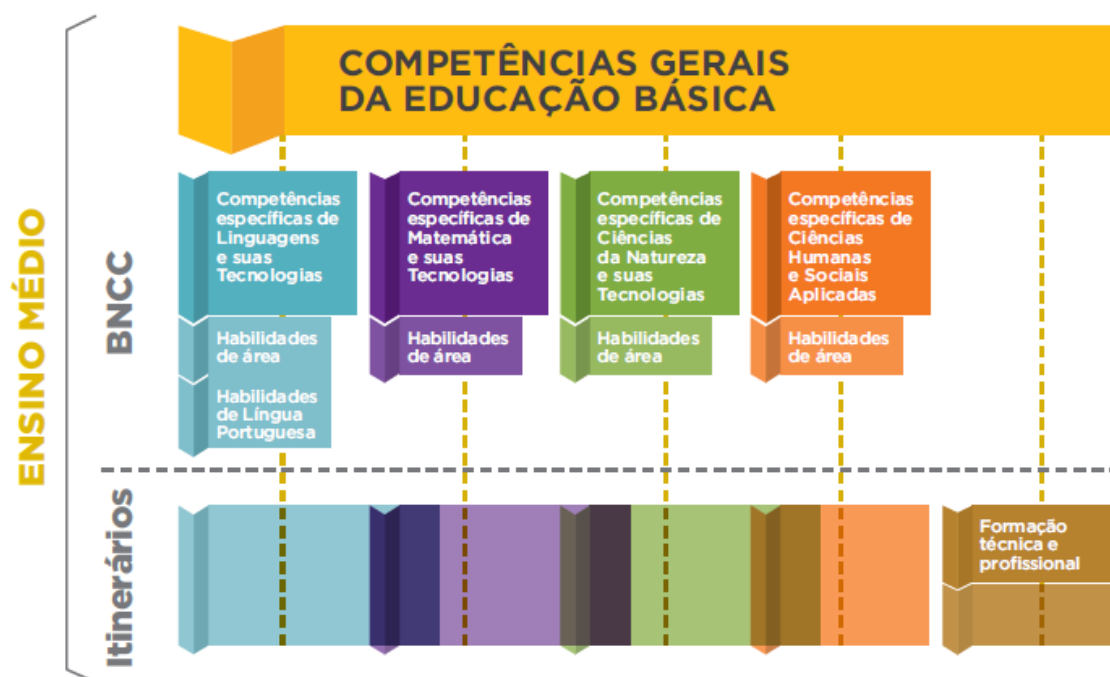 COMPETÊNCIAS GERAIS
DA EDUCAÇÃO BÁSICA
ENSINO MÉDIO
BNCC
Competências
específicas de
Linguagens
e suas
Tecnologias
Habilidades
de área
Habilidades
de Língua
Portuguesa
Competências
específicas de
Matemática
e suas
Tecnologias
Habilidades
de área
Competências
específicas de
Ciências
da Natureza
e suas
Tecnologias
Habilidades
de área
Competências
específicas de
Ciências
Humanas
e Sociais
Aplicadas
Habilidades
de área
Itinerários
Formação
técnica e
profissional